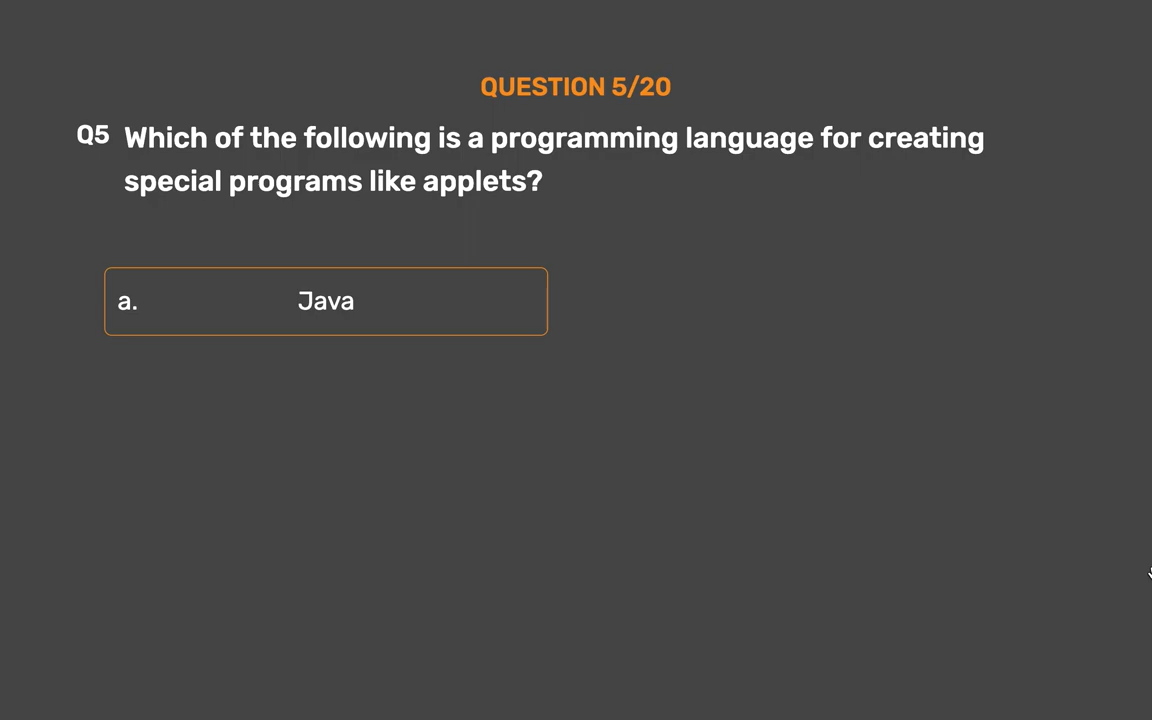 QUESTION 5/20
Q5 Which of the following is a programming language for creating
special programs like applets?
a. Java